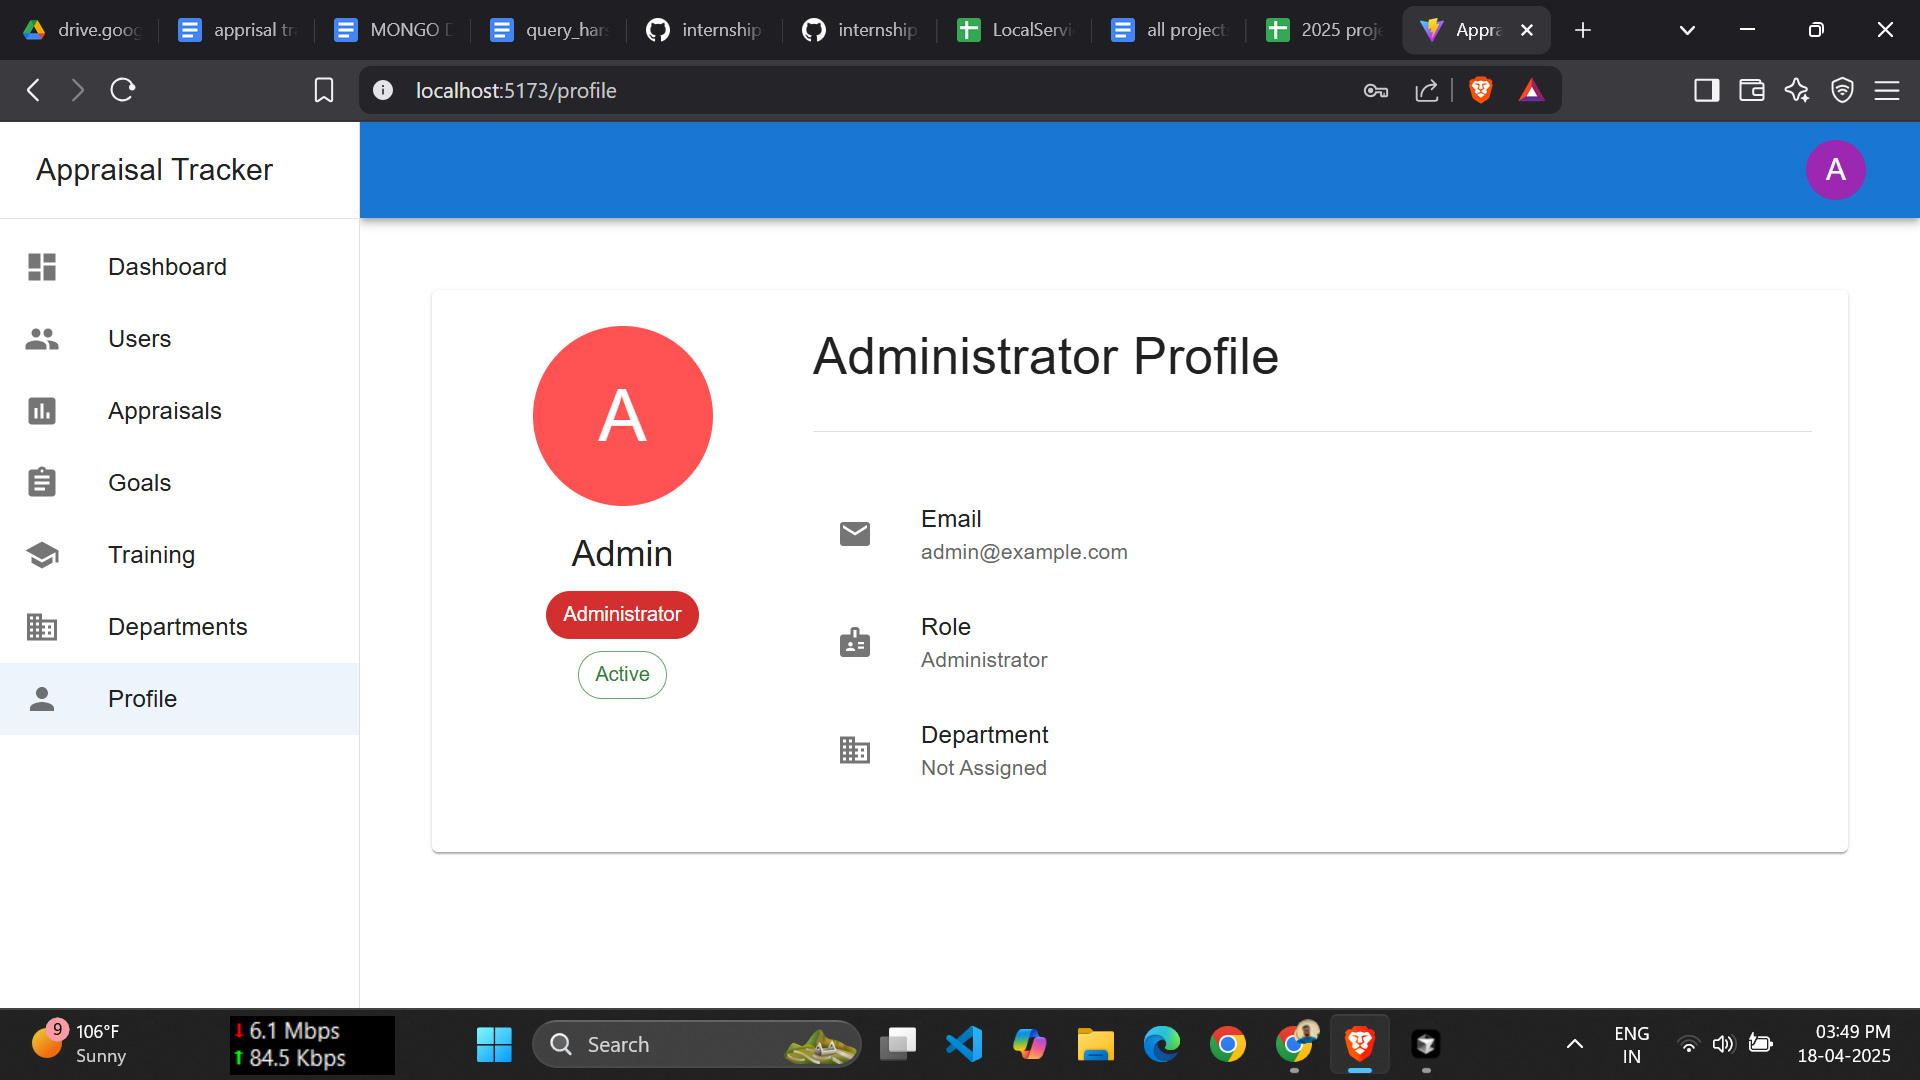 drive.goog
apprisal tr
MONGO D
query_hars
internship
internship
LocalServi
all project
2025 proje
Appra
localhost:5173/profile
Appraisal Tracker
A
Dashboard
Users
Appraisals
Goals
Training
Departments
Profile
A
Admin
Administrator
Active
Administrator Profile
Email
admin@example.com
Role
Administrator
Department
Not Assigned
9
106°F
Sunny
6.1 Mbps
84.5 Kbps
Search
ENG
IN
03:49 PM
18-04-2025